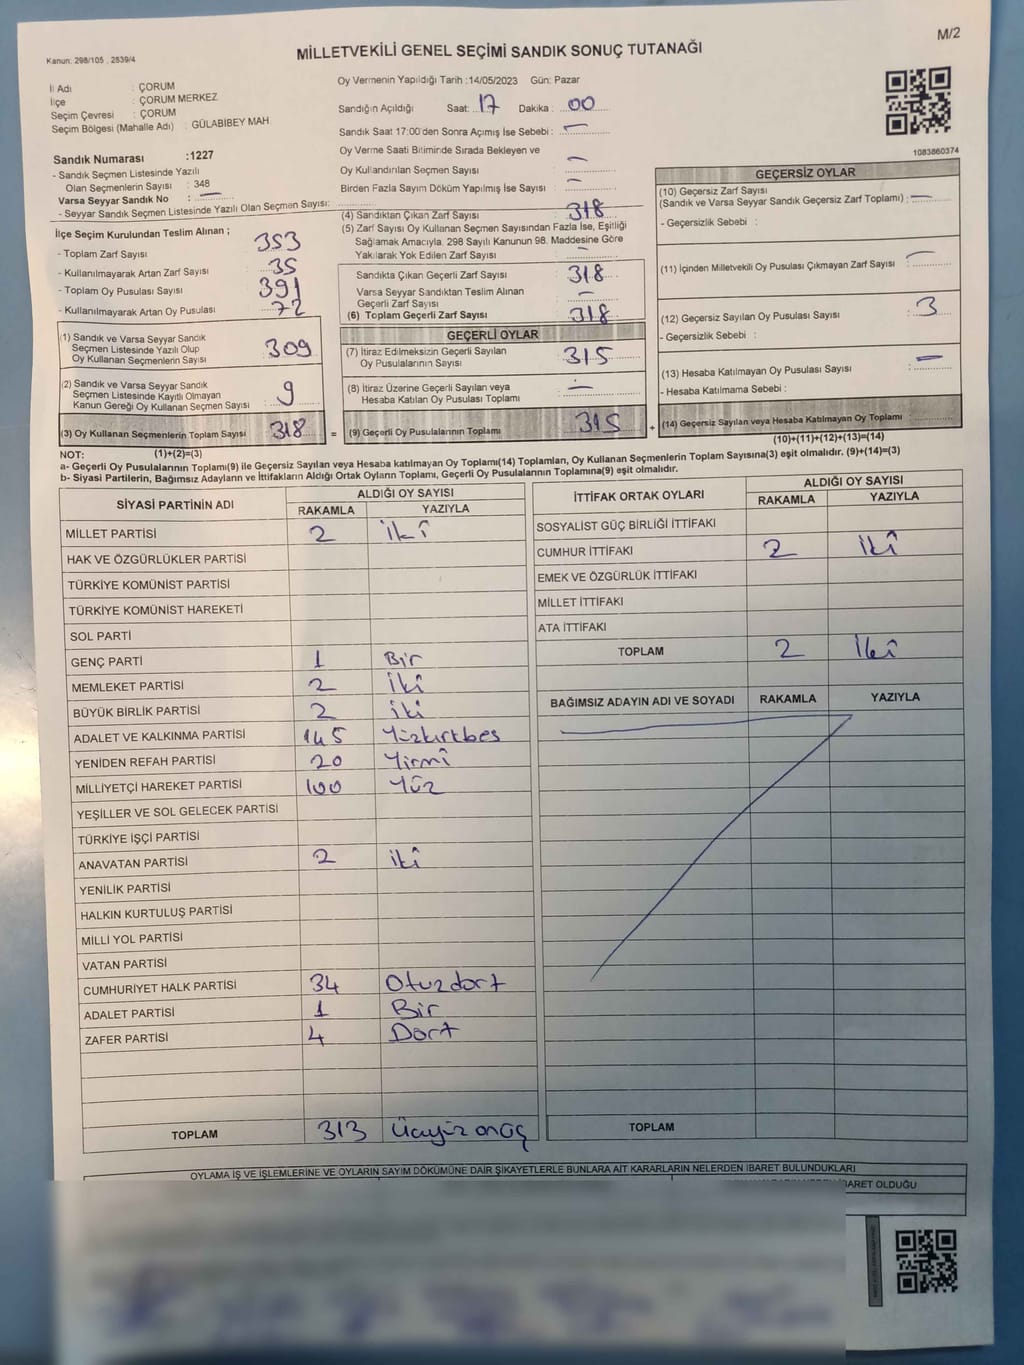 M/2
Kanun: 298/105 , 2839/4
MİLLETVEKİLİ GENEL SEÇİMİ SANDIK SONUÇ TUTANAĞI
İl Adı : ÇORUM
İlçe : ÇORUM MERKEZ
Seçim Çevresi : ÇORUM
Seçim Bölgesi (Mahalle Adı) : GÜLABİBEY MAH.
Oy Vermenin Yapıldığı Tarih :14/05/2023 Gün: Pazar
Sandığın Açıldığı Saat: 17 Dakika : 00
Sandık Saat 17:00'den Sonra Açımış İse Sebebi : —
Oy Verme Saati Bitiminde Sırada Bekleyen ve
Oy Kullandırılan Seçmen Sayısı —
Birden Fazla Sayım Döküm Yapılmış İse Sayısı : —
1083860374
Sandık Numarası :1227
- Sandık Seçmen Listesinde Yazılı
Olan Seçmenlerin Sayısı : 348
Varsa Seyyar Sandık No : —
- Seyyar Sandık Seçmen Listesinde Yazılı Olan Seçmen Sayısı:
İlçe Seçim Kurulundan Teslim Alınan ;
- Toplam Zarf Sayısı 353
- Kullanılmayarak Artan Zarf Sayısı 35
- Toplam Oy Pusulası Sayısı 391
- Kullanılmayarak Artan Oy Pusulası 72
(1) Sandık ve Varsa Seyyar Sandık
Seçmen Listesinde Yazılı Olup
Oy Kullanan Seçmenlerin Sayısı 309
(2) Sandık ve Varsa Seyyar Sandık
Seçmen Listesinde Kayıtlı Olmayan
Kanun Gereği Oy Kullanan Seçmen Sayısı 9
(3) Oy Kullanan Seçmenlerin Toplam Sayısı 318 =
(4) Sandıktan Çıkan Zarf Sayısı 318
(5) Zarf Sayısı Oy Kullanan Seçmen Sayısından Fazla İse, Eşitliği
Sağlamak Amacıyla, 298 Sayılı Kanunun 98. Maddesine Göre
Yakılarak Yok Edilen Zarf Sayısı
Sandıkta Çıkan Geçerli Zarf Sayısı 318
Varsa Seyyar Sandıktan Teslim Alınan
Geçerli Zarf Sayısı —
(6) Toplam Geçerli Zarf Sayısı 318
GEÇERLİ OYLAR
(7) İtiraz Edilmeksizin Geçerli Sayılan
Oy Pusulalarının Sayısı 315
(8) İtiraz Üzerine Geçerli Sayılan veya
Hesaba Katılan Oy Pusulası Toplamı —
(9) Geçerli Oy Pusulalarının Toplamı 315 +
GEÇERSİZ OYLAR
(10) Geçersiz Zarf Sayısı
(Sandık ve Varsa Seyyar Sandık Geçersiz Zarf Toplamı) : —
- Geçersizlik Sebebi :
(11) İçinden Milletvekili Oy Pusulası Çıkmayan Zarf Sayısı —
(12) Geçersiz Sayılan Oy Pusulası Sayısı : 3
- Geçersizlik Sebebi :
(13) Hesaba Katılmayan Oy Pusulası Sayısı : —
- Hesaba Katılmama Sebebi :
(14) Geçersiz Sayılan veya Hesaba Katılmayan Oy Toplamı
(10)+(11)+(12)+(13)=(14)
NOT: (1)+(2)=(3)
a- Geçerli Oy Pusulalarının Toplamı(9) ile Geçersiz Sayılan veya Hesaba katılmayan Oy Toplamı(14) Toplamları, Oy Kullanan Seçmenlerin Toplam Sayısına(3) eşit olmalıdır. (9)+(14)=(3)
b- Siyasi Partilerin, Bağımsız Adayların ve İttifakların Aldığı Ortak Oyların Toplamı, Geçerli Oy Pusulalarının Toplamına(9) eşit olmalıdır.
SİYASİ PARTİNİN ADI ALDIĞI OY SAYISI
RAKAMLA YAZIYLA
MİLLET PARTİSİ 2 İki
HAK VE ÖZGÜRLÜKLER PARTİSİ
TÜRKİYE KOMÜNİST PARTİSİ
TÜRKİYE KOMÜNİST HAREKETİ
SOL PARTİ
GENÇ PARTİ 1 Bir
MEMLEKET PARTİSİ 2 İki
BÜYÜK BİRLİK PARTİSİ 2 İki
ADALET VE KALKINMA PARTİSİ 145 Yüzkırkbes
YENİDEN REFAH PARTİSİ 20 Yirmi
MİLLİYETÇİ HAREKET PARTİSİ 100 Yüz
YEŞİLLER VE SOL GELECEK PARTİSİ
TÜRKİYE İŞÇİ PARTİSİ
ANAVATAN PARTİSİ 2 iki
YENİLİK PARTİSİ
HALKIN KURTULUŞ PARTİSİ
MİLLİ YOL PARTİSİ
VATAN PARTİSİ
CUMHURİYET HALK PARTİSİ 34 Otuzdort
ADALET PARTİSİ 1 Bir
ZAFER PARTİSİ 4 Dort
TOPLAM 313 Ücyüz onüç
İTTİFAK ORTAK OYLARI ALDIĞI OY SAYISI
RAKAMLA YAZIYLA
SOSYALİST GÜÇ BİRLİĞİ İTTİFAKI
CUMHUR İTTİFAKI 2 İki
EMEK VE ÖZGÜRLÜK İTTİFAKI
MİLLET İTTİFAKI
ATA İTTİFAKI
TOPLAM 2 İki
BAĞIMSIZ ADAYIN ADI VE SOYADI RAKAMLA YAZIYLA
TOPLAM
OYLAMA İŞ VE İŞLEMLERİNE VE OYLARIN SAYIM DÖKÜMÜNE DAİR ŞİKAYETLERLE BUNLARA AİT KARARLARIN NELERDEN İBARET BULUNDUKLARI
İBARET OLDUĞU